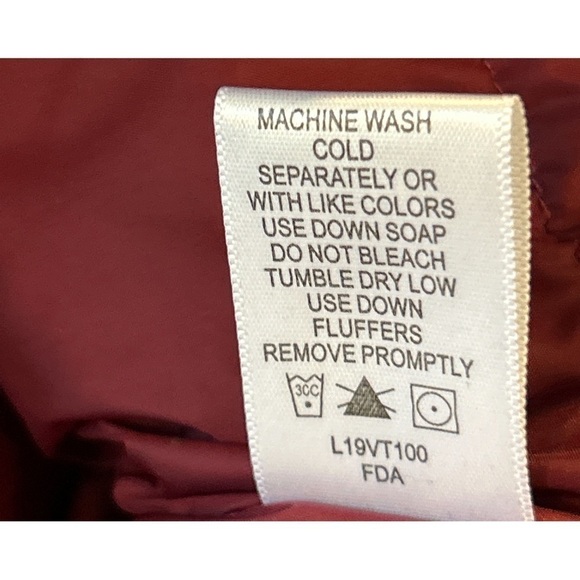 MACHINE WASH
COLD
SEPARATELY OR
WITH LIKE COLORS
USE DOWN SOAP
DO NOT BLEACH
TUMBLE DRY LOW
USE DOWN
FLUFFERS
REMOVE PROMPTLY
3CC
L19VT100
FDA